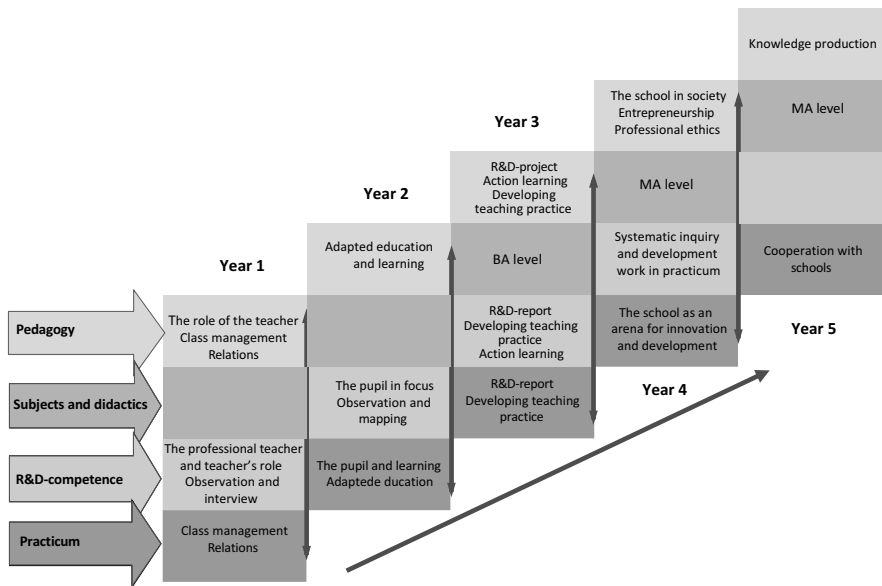 Knowledge production
The school in society
Entrepreneurship
Professional ethics
MA level
Year 3
R&D-project
Action learning
Developing
teaching practice
MA level
Year 2
Adapted education
and learning
BA level
Systematic inquiry
and development
work in practicum
Cooperation with
schools
Year 1
Pedagogy
The role of the teacher
Class management
Relations
R&D-report
Developing teaching
practice
Action learning
The school as an
arena for innovation
and development
Year 5
Subjects and didactics
The pupil in focus
Observation and
mapping
R&D-report
Developing teaching
practice
Year 4
R&D-competence
The professional teacher
and teacher's role
Observation and
interview
The pupil and learning
Adaptede ducation
Practicum
Class management
Relations